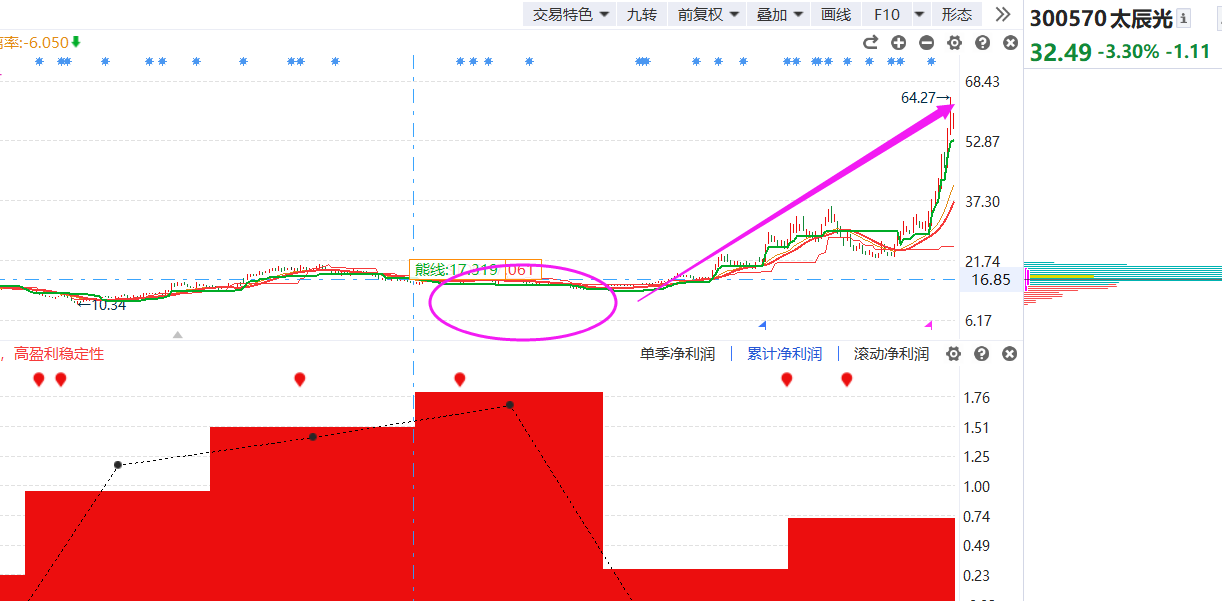 交易特色 九转 前复权 叠加 画线 F10 形态
300570 太辰光
32.49 -3.30% -1.11
率:-6.050
68.43
64.27→
52.87
37.30
21.74
熊线:17.319 .061
16.85
←10.34
6.17
，高盈利稳定性
单季净利润 | 累计净利润 | 滚动净利润
1.76
1.51
1.25
1.00
0.74
0.49
0.23